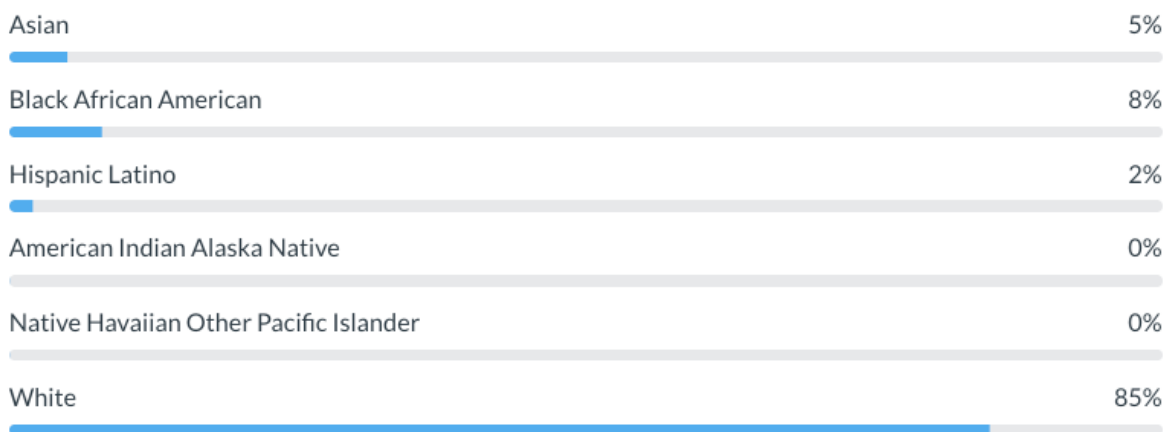 Asian 5%
Black African American 8%
Hispanic Latino 2%
American Indian Alaska Native 0%
Native Havaiian Other Pacific Islander 0%
White 85%